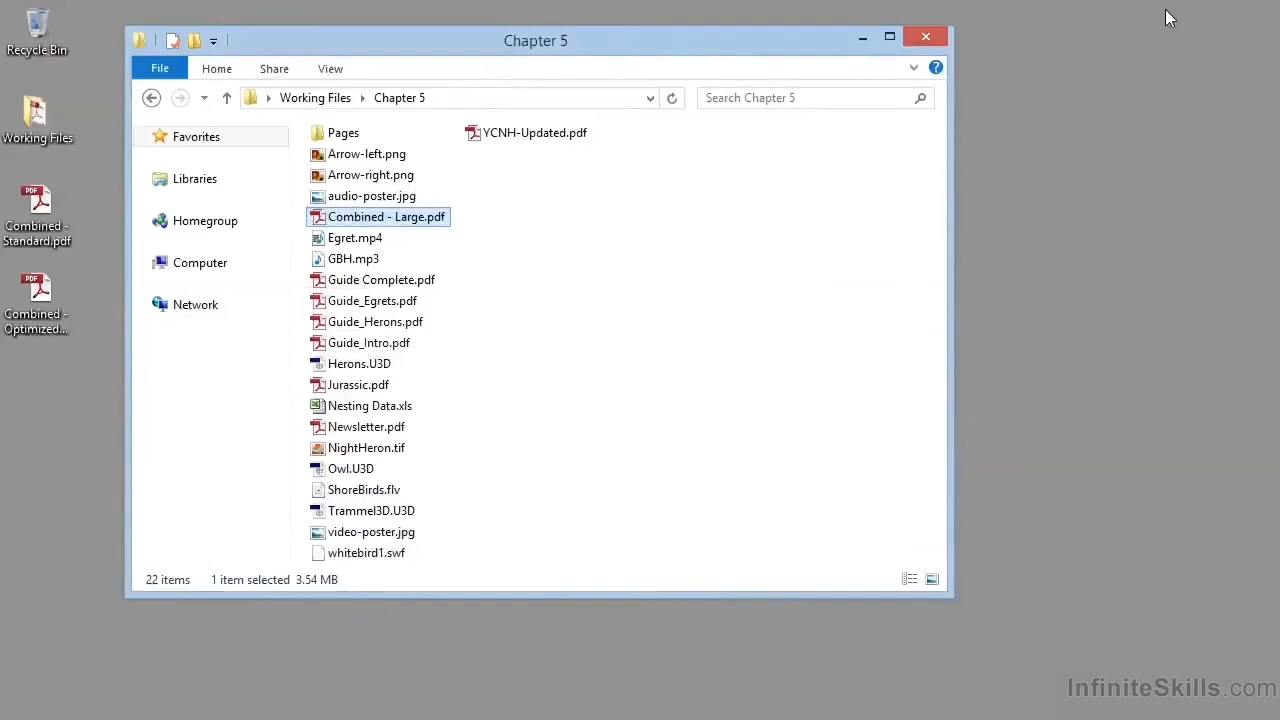 Recycle Bin
Working Files
PDF
Combined -
Standard.pdf
PDF
Combined -
Optimized...
Chapter 5
File
Home
Share
View
Working Files
Chapter 5
Search Chapter 5
Favorites
Libraries
Homegroup
Computer
Network
Pages
Arrow-left.png
Arrow-right.png
audio-poster.jpg
Combined - Large.pdf
Egret.mp4
GBH.mp3
Guide Complete.pdf
Guide_Egrets.pdf
Guide_Herons.pdf
Guide_Intro.pdf
Herons.U3D
Jurassic.pdf
Nesting Data.xls
Newsletter.pdf
NightHeron.tif
Owl.U3D
ShoreBirds.flv
Trammel3D.U3D
video-poster.jpg
whitebird1.swf
YCNH-Updated.pdf
22 items
1 item selected 3.54 MB
InfiniteSkills.com